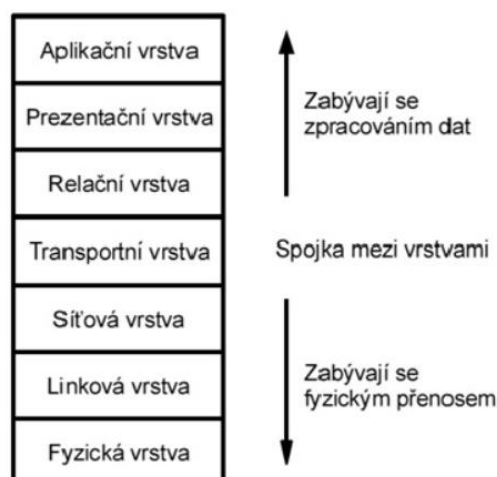 Aplikační vrstva
Prezentační vrstva
Relační vrstva
Transportní vrstva
Síťová vrstva
Linková vrstva
Fyzická vrstva
Zabývají se
zpracováním dat
Spojka mezi vrstvami
Zabývají se
fyzickým přenosem